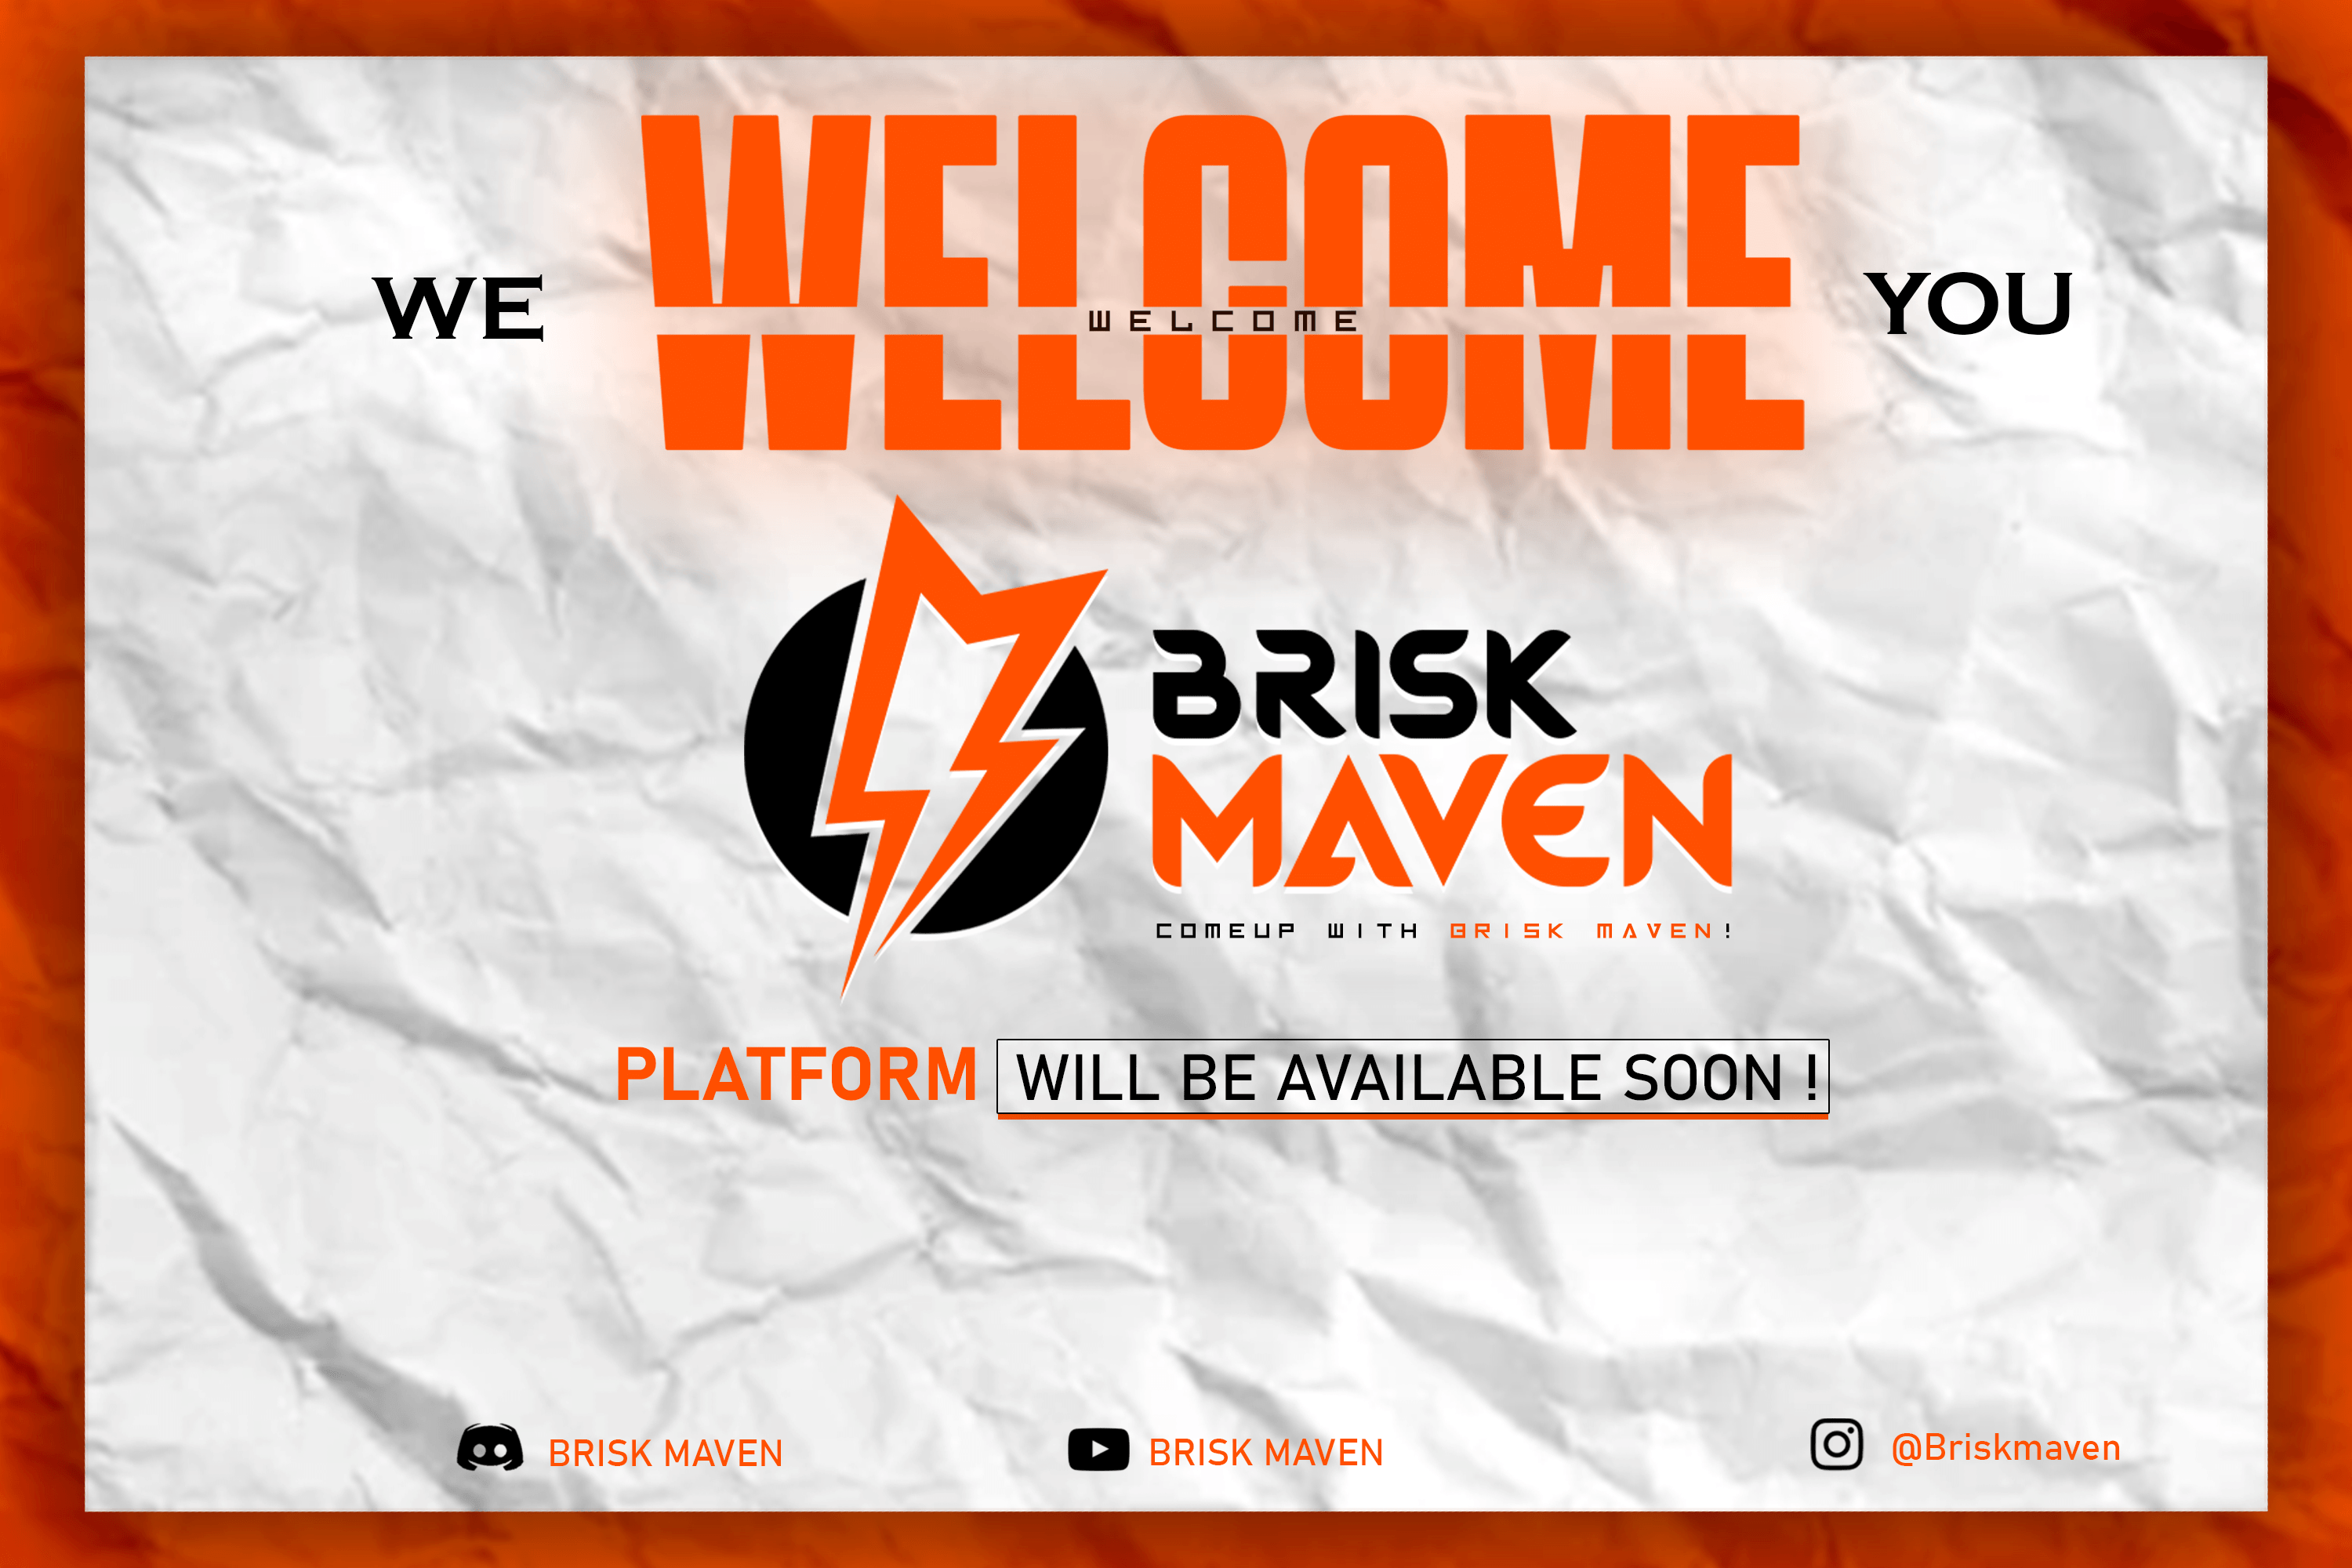 WE WELCOME YOU
WELCOME
BRISK
MAVEN
COMEUP WITH BRISK MAVEN!
PLATFORM WILL BE AVAILABLE SOON !
BRISK MAVEN
BRISK MAVEN
@Briskmaven